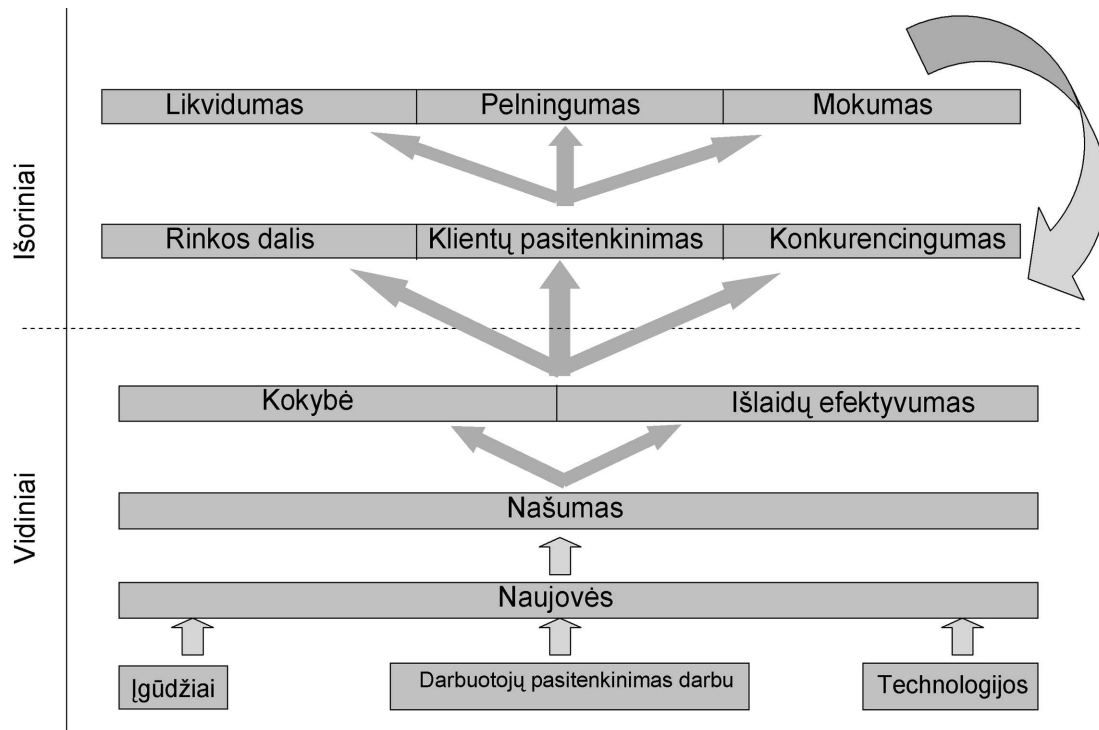 Išoriniai
Likvidumas
Pelningumas
Mokumas
Rinkos dalis
Klientų pasitenkinimas
Konkurencingumas
Vidiniai
Kokybė
Išlaidų efektyvumas
Našumas
Naujovės
Įgūdžiai
Darbuotojų pasitenkinimas darbu
Technologijos